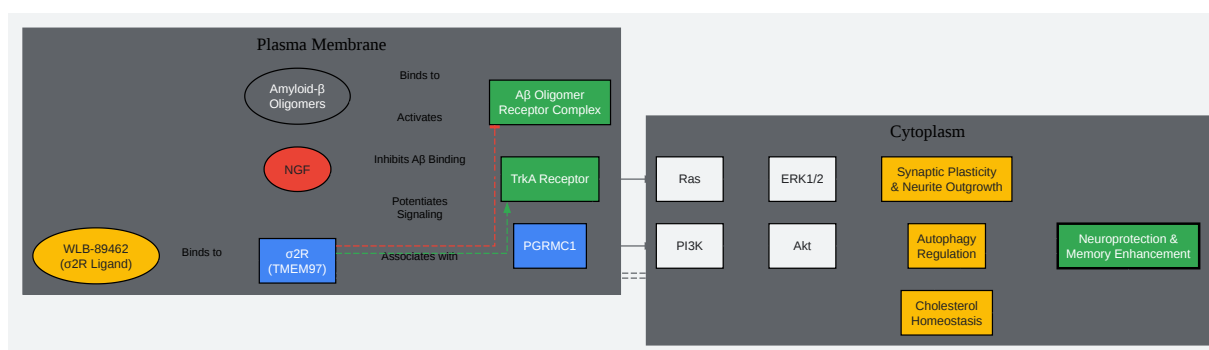 Plasma Membrane
Amyloid-β
Oligomers
Binds to
Aβ Oligomer
Receptor Complex
Activates
Inhibits Aβ Binding
NGF
TrkA Receptor
Potentiates
Signaling
WLB-89462
(σ2R Ligand)
Binds to
σ2R
(TMEM97)
Associates with
PGRMC1
Cytoplasm
Ras
ERK1/2
Synaptic Plasticity
& Neurite Outgrowth
PI3K
Akt
Autophagy
Regulation
Neuroprotection &
Memory Enhancement
Cholesterol
Homeostasis